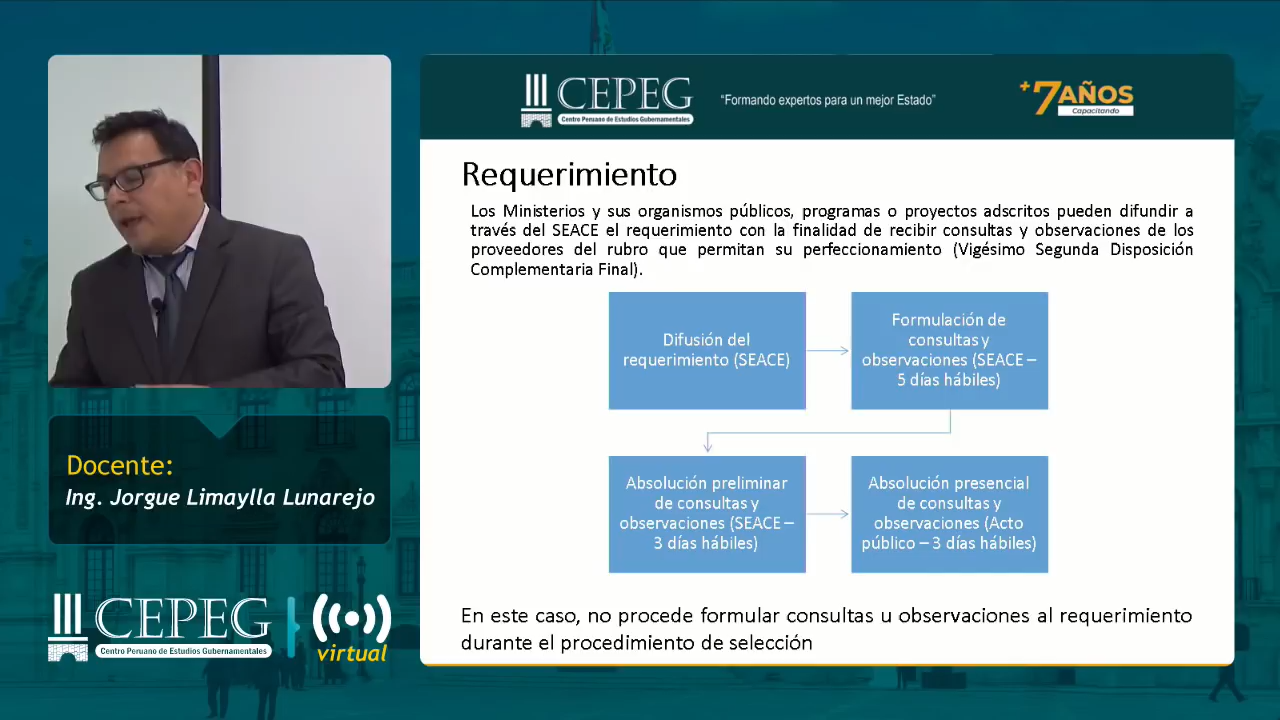 CEPEG
Centro Peruano de Estudios Gubernamentales
“Formando expertos para un mejor Estado”
+7 AÑOS
Capacitando
Requerimiento
Los Ministerios y sus organismos públicos, programas o proyectos adscritos pueden difundir a
través del SEACE el requerimiento con la finalidad de recibir consultas y observaciones de los
proveedores del rubro que permitan su perfeccionamiento (Vigésimo Segunda Disposición
Complementaria Final).
Difusión del
requerimiento (SEACE)
Formulación de
consultas y
observaciones (SEACE –
5 días hábiles)
Absolución preliminar
de consultas y
observaciones (SEACE –
3 días hábiles)
Absolución presencial
de consultas y
observaciones (Acto
público – 3 días hábiles)
En este caso, no procede formular consultas u observaciones al requerimiento
durante el procedimiento de selección
Docente:
Ing. Jorgue Limaylla Lunarejo
CEPEG
Centro Peruano de Estudios Gubernamentales
virtual